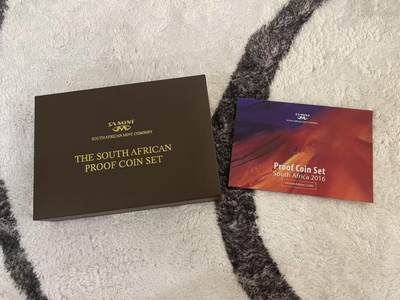 SA MINT
SOUTH AFRICAN MINT COMPANY
THE SOUTH AFRICAN
PROOF COIN SET
SA MINT
Proof Coin Set
South Africa 2016